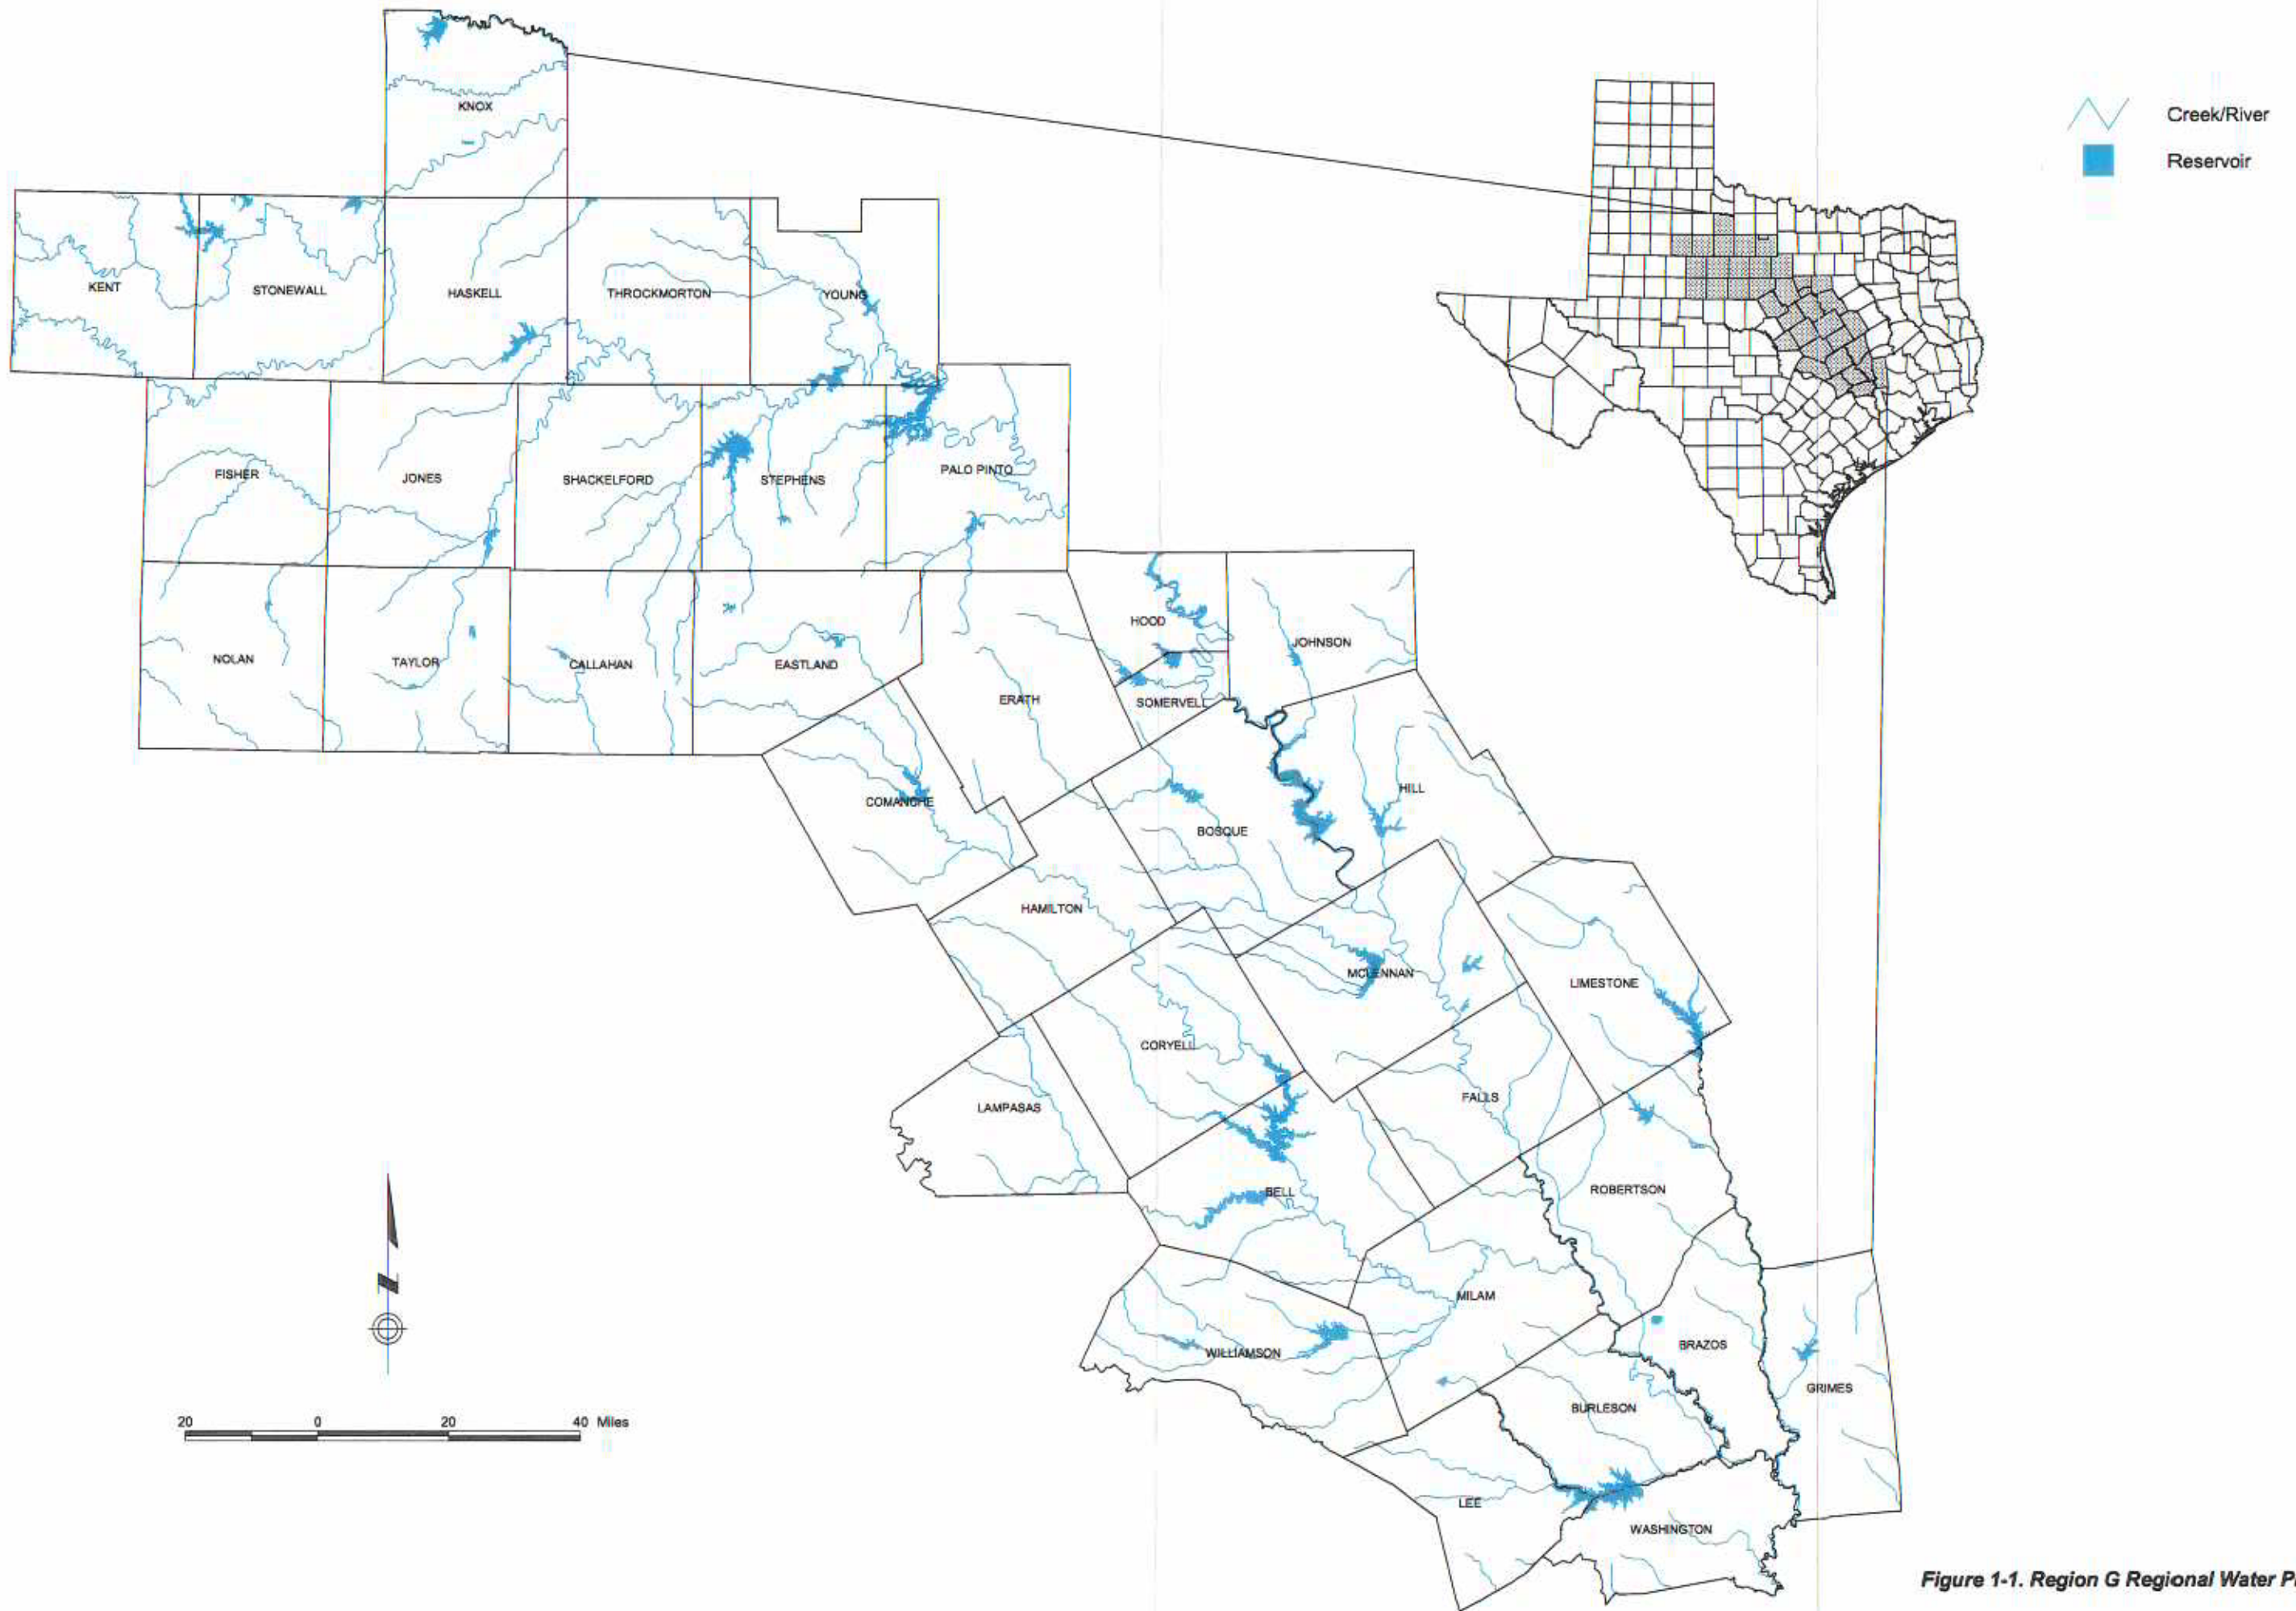 KNOX
Creek/River
Reservoir
KENT
STONEWALL
HASKELL
THROCKMORTON
YOUNG
FISHER
JONES
SHACKELFORD
STEPHENS
PALO PINTO
NOLAN
TAYLOR
CALLAHAN
EASTLAND
ERATH
HOOD
JOHNSON
SOMERVELL
COMANCHE
BOSQUE
HILL
HAMILTON
MCLENNAN
LIMESTONE
CORYELL
LAMPASAS
FALLS
BELL
ROBERTSON
MILAM
WILLIAMSON
BRAZOS
GRIMES
BURLESON
LEE
WASHINGTON
N
20 0 20 40 Miles
Figure 1-1. Region G Regional Water